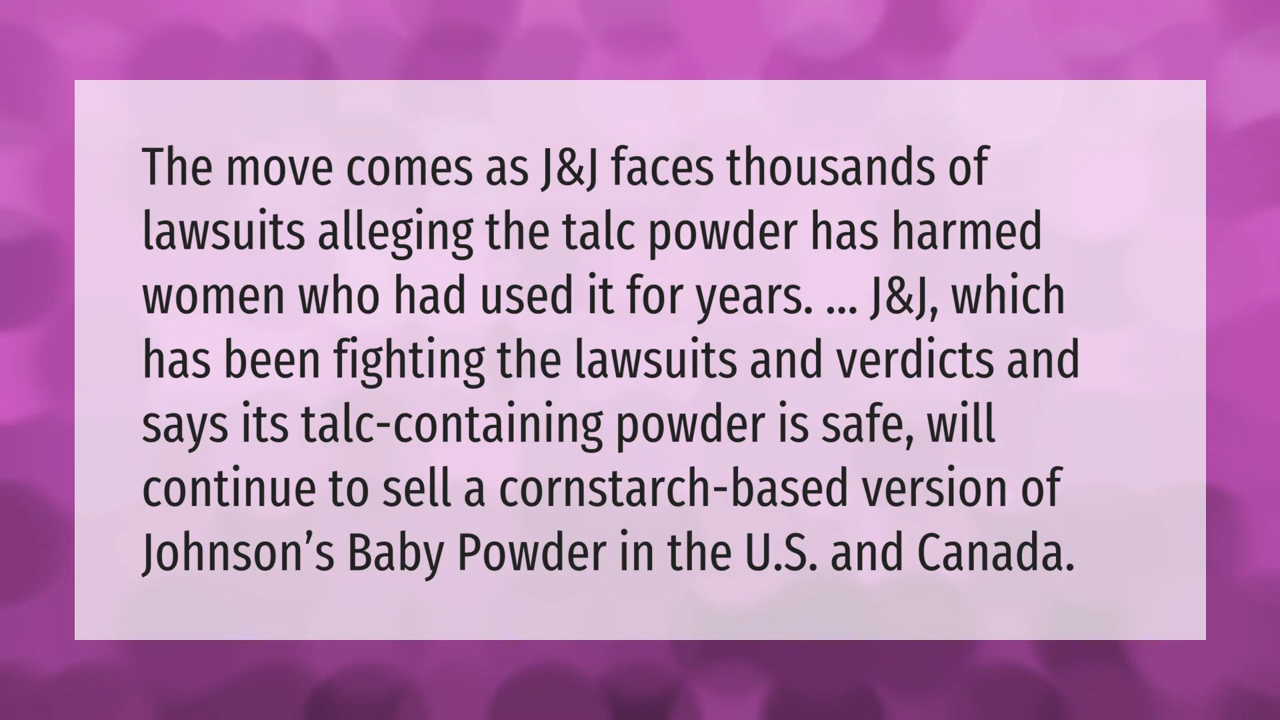 The move comes as J&J faces thousands of
lawsuits alleging the talc powder has harmed
women who had used it for years. ... J&J, which
has been fighting the lawsuits and verdicts and
says its talc-containing powder is safe, will
continue to sell a cornstarch-based version of
Johnson’s Baby Powder in the U.S. and Canada.